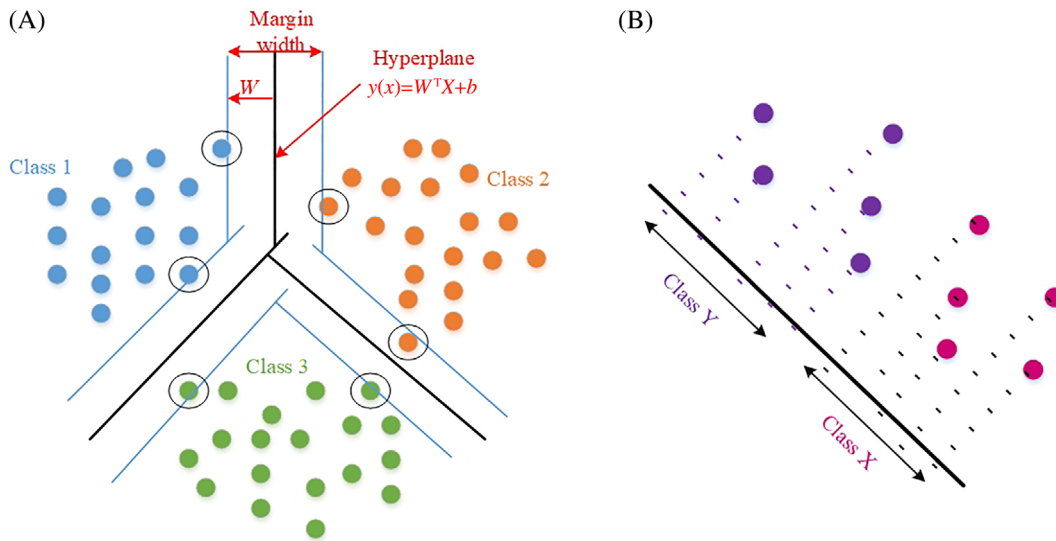 (A)
Margin
width
Hyperplane
W
y(x)=WᵀX+b
Class 1
Class 2
Class 3
(B)
Class Y
Class X